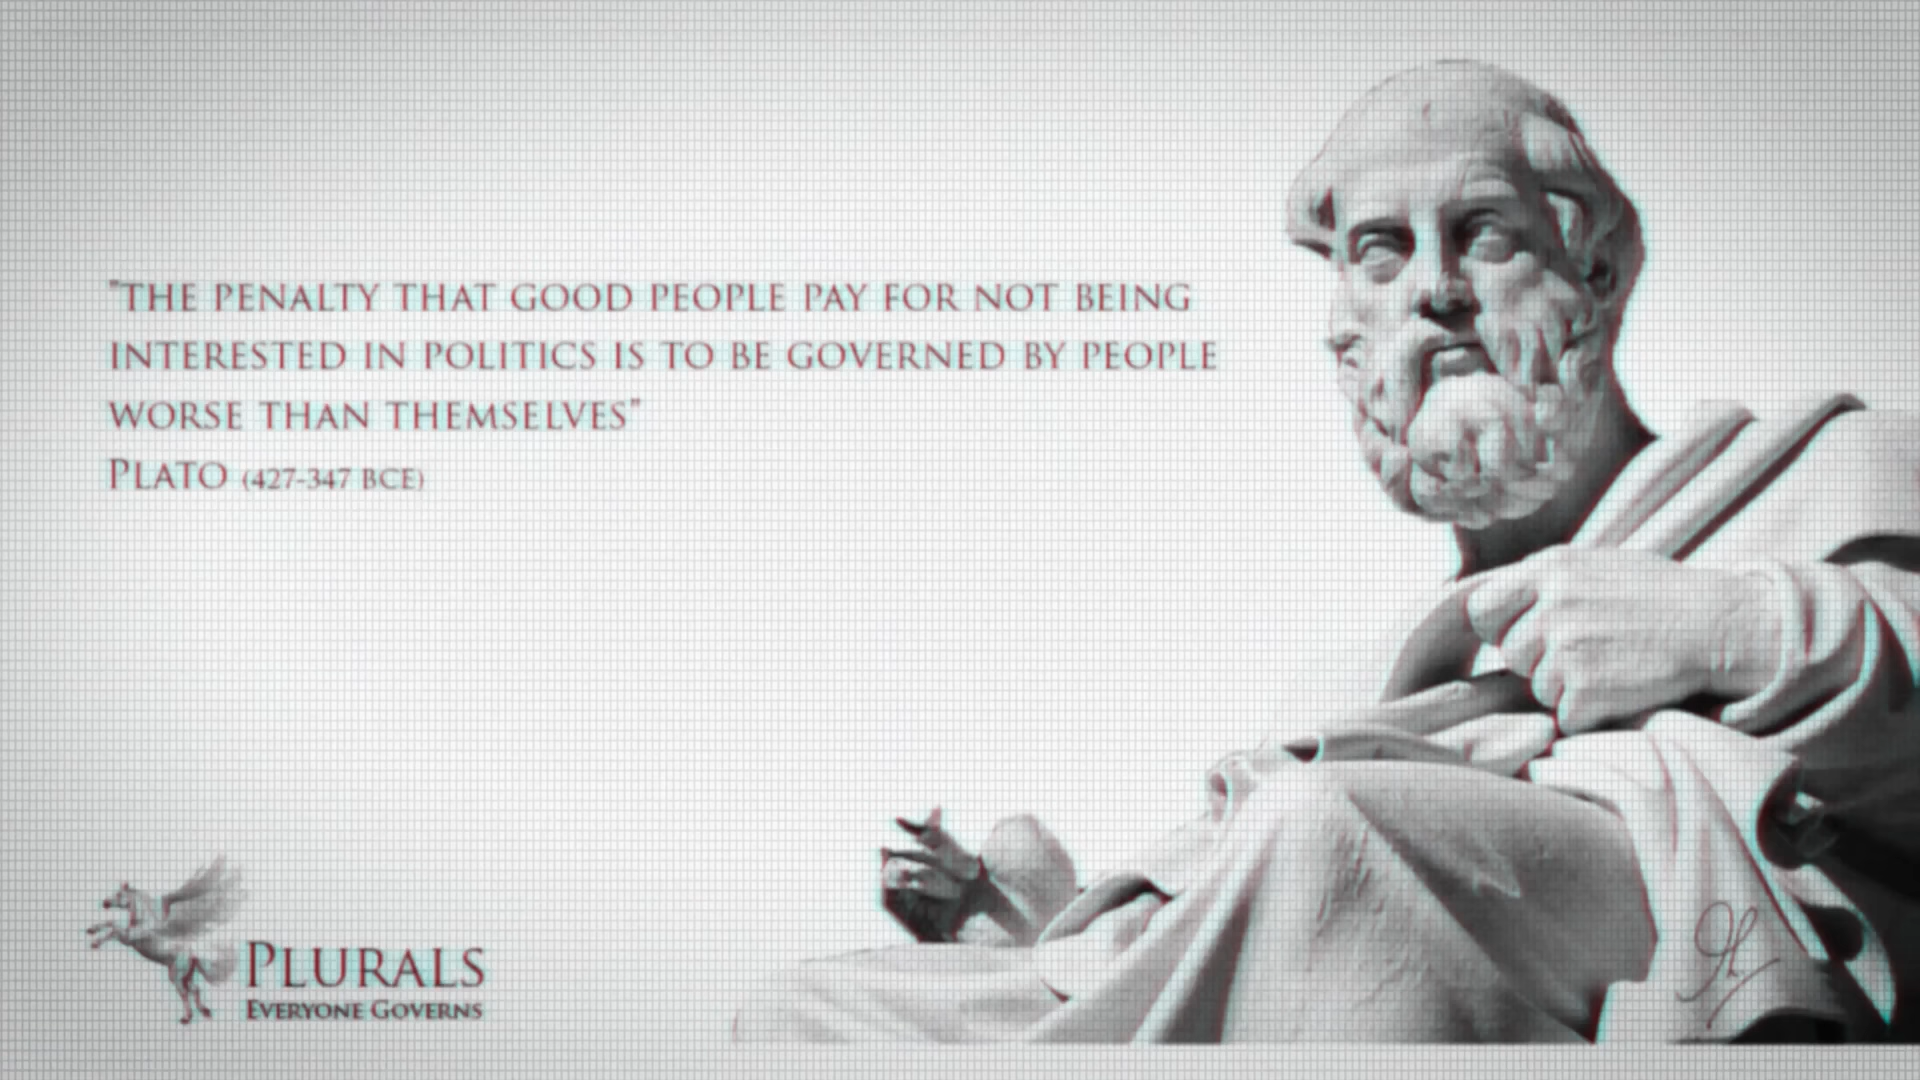 "THE PENALTY THAT GOOD PEOPLE PAY FOR NOT BEING
INTERESTED IN POLITICS IS TO BE GOVERNED BY PEOPLE
WORSE THAN THEMSELVES"
PLATO (427-347 BCE)
PLURALS
EVERYONE GOVERNS